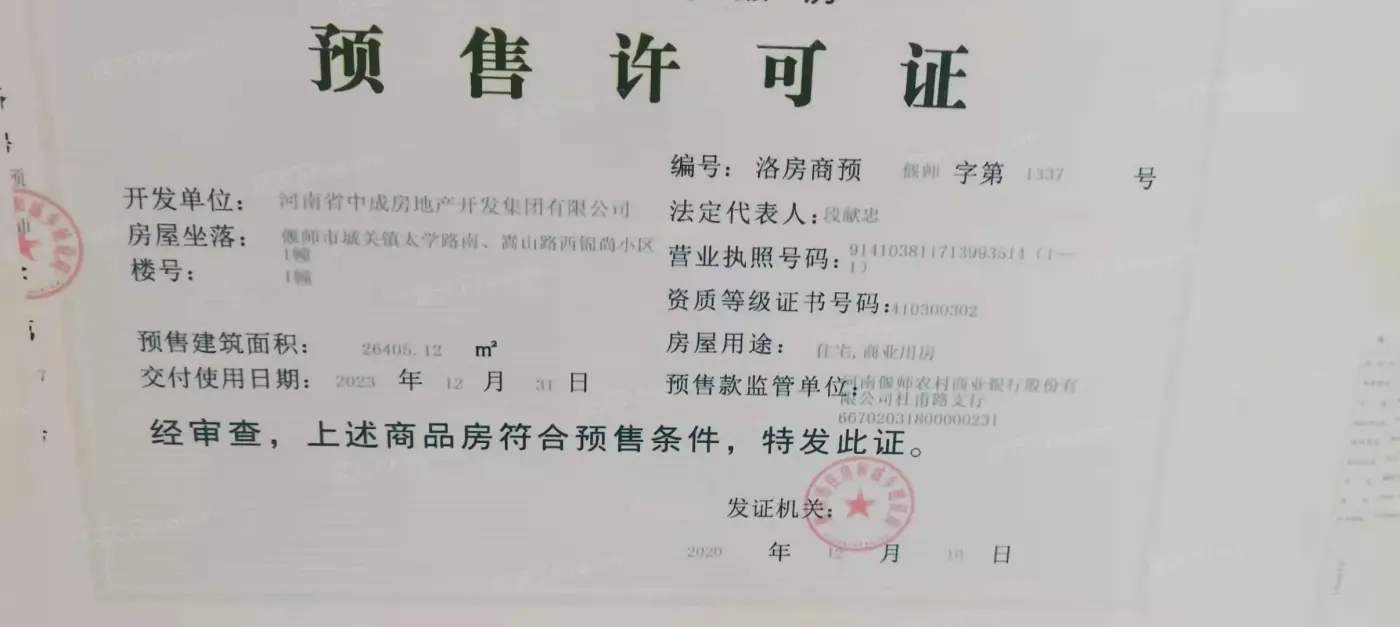 预售许可证
编号：洛房商预 偃师 字第 1337 号
开发单位：河南省中成房地产开发集团有限公司
法定代表人：段献忠
房屋坐落：偃师市城关镇太学路南、嵩山路西锦尚小区
1幢
营业执照号码：914103811713993514（1－
1）
楼号：1幢
资质等级证书号码：410300302
预售建筑面积：26405.12 m²
房屋用途：住宅,商业用房
交付使用日期：2023 年 12 月 31 日
预售款监管单位：河南偃师农村商业银行股份有
限公司杜甫路支行
66702031800000231
经审查，上述商品房符合预售条件，特发此证。
发证机关：
2020 年 12 月 10 日